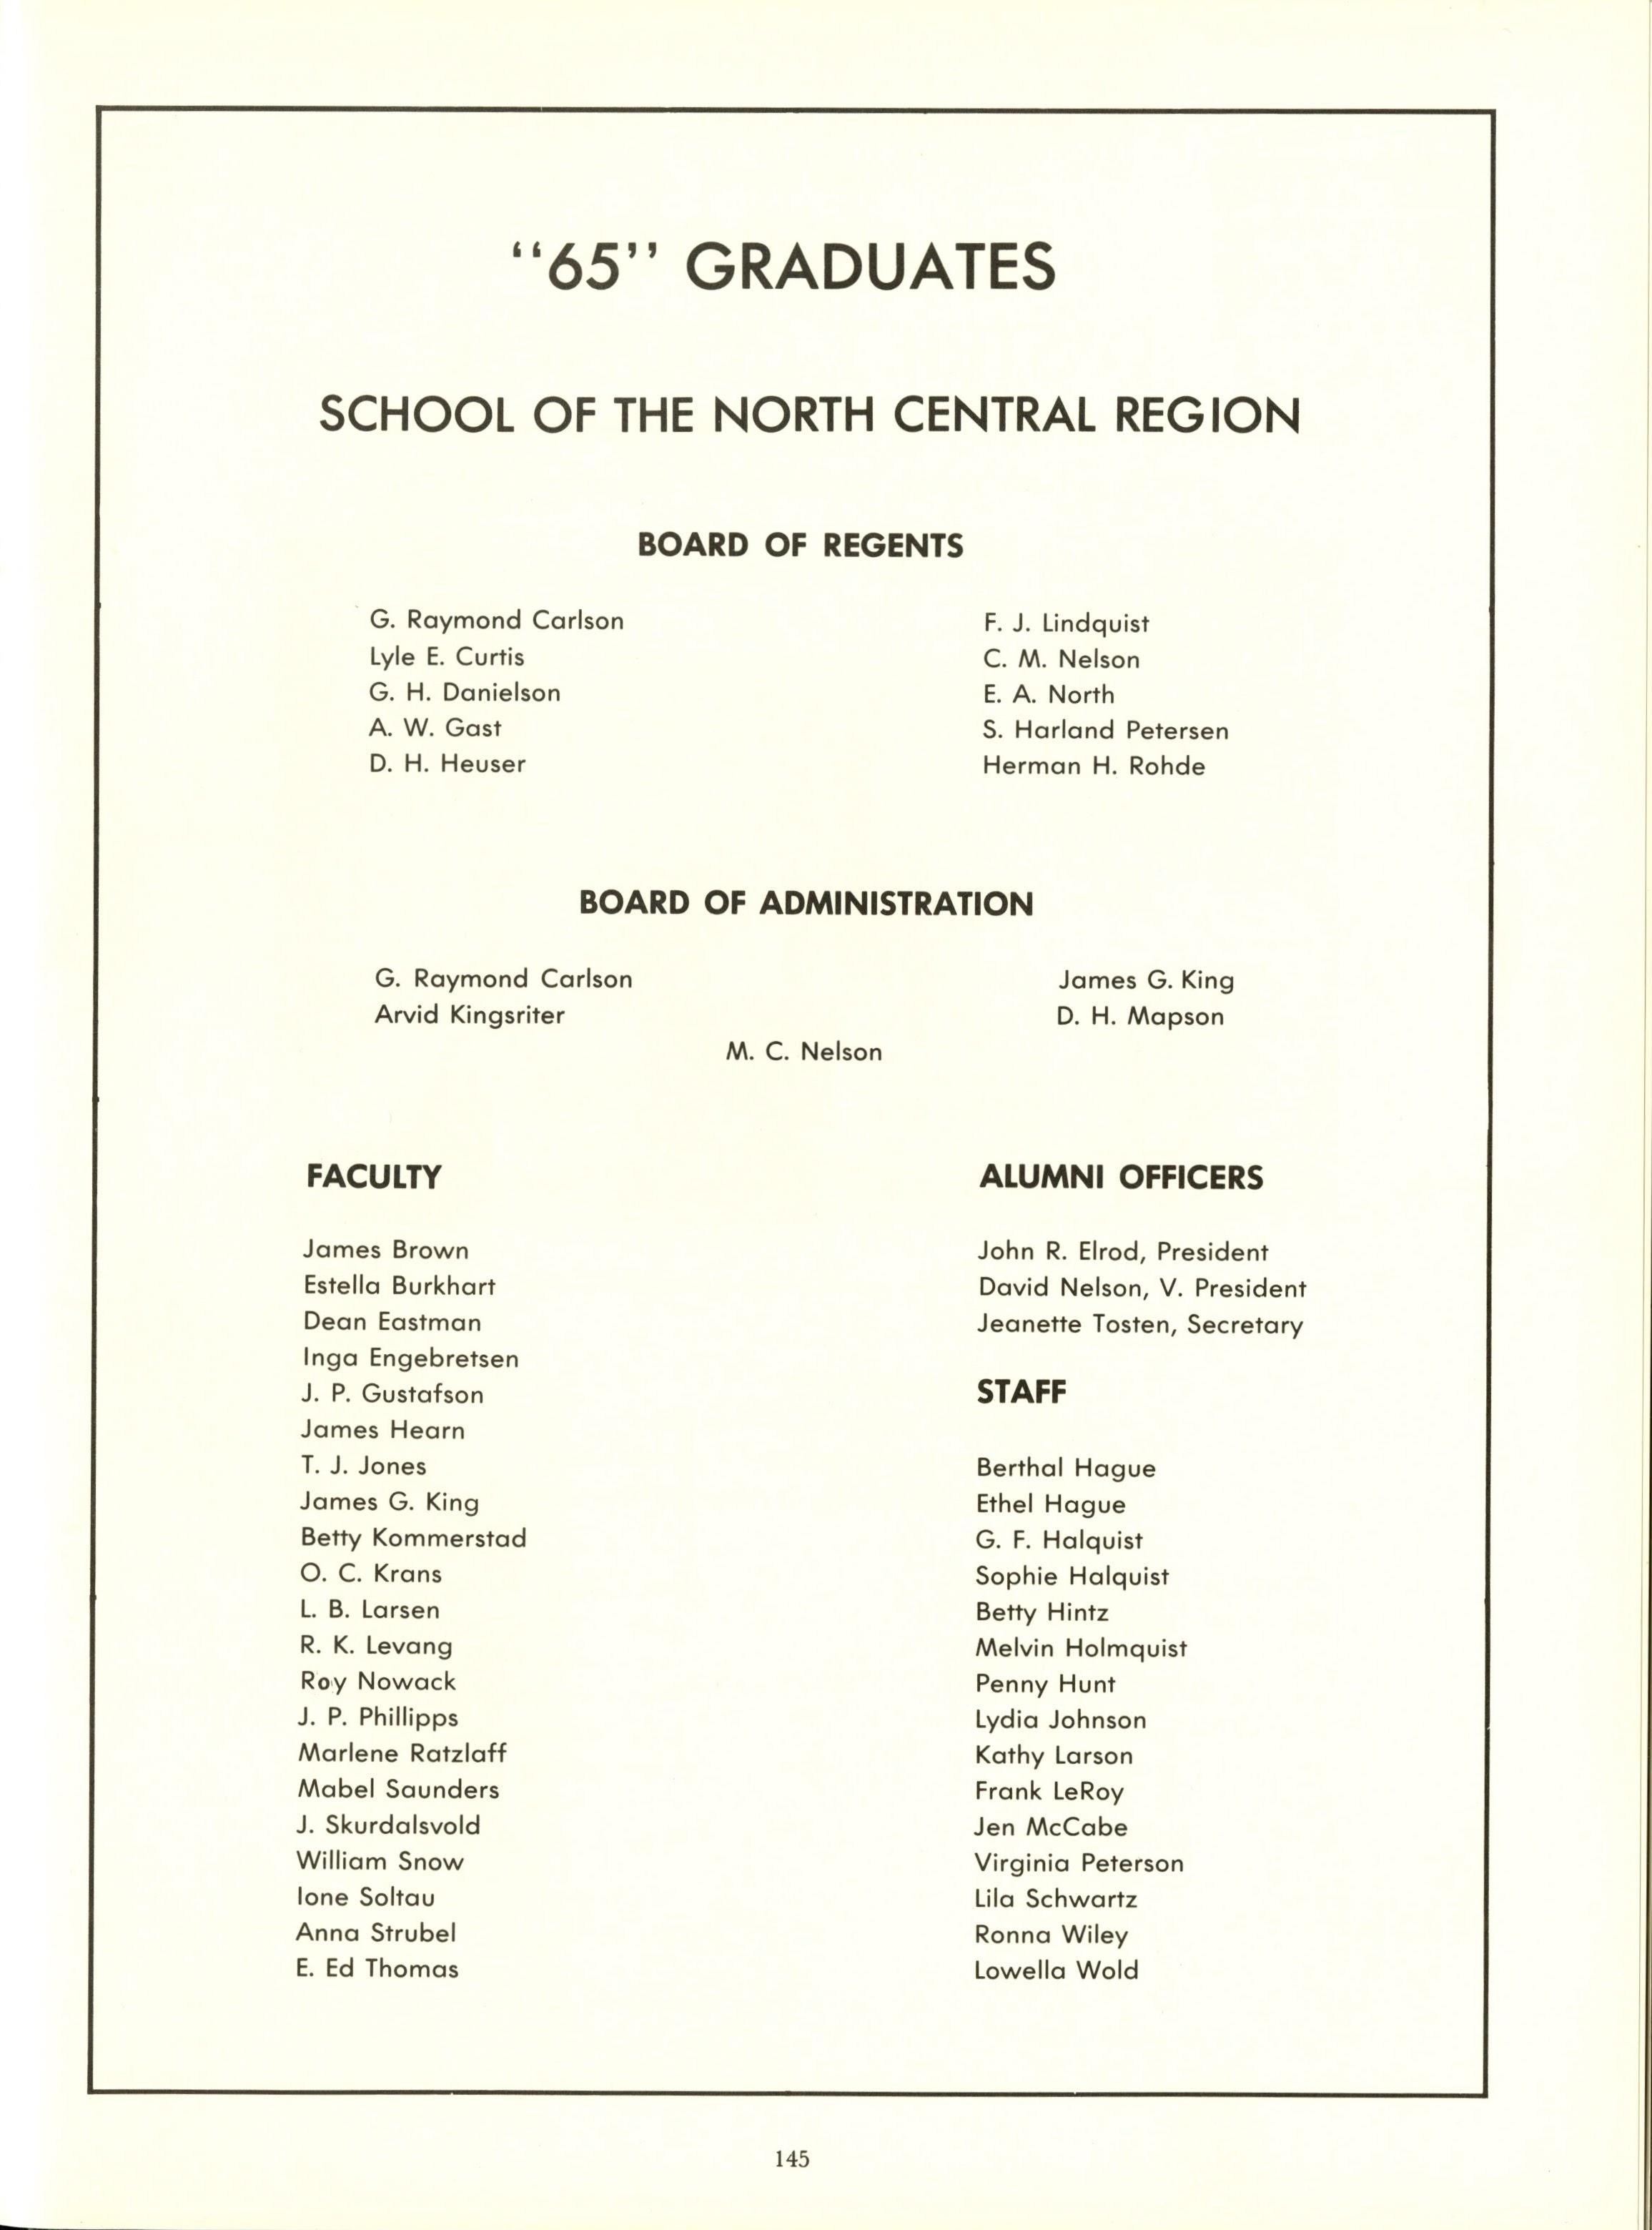 "65" GRADUATES
SCHOOL OF THE NORTH CENTRAL REGION
BOARD OF REGENTS
G. Raymond Carlson
Lyle E. Curtis
G. H. Danielson
A. W. Gast
D. H. Heuser
F. J. Lindquist
C. M. Nelson
E. A. North
S. Harland Petersen
Herman H. Rohde
BOARD OF ADMINISTRATION
G. Raymond Carlson
Arvid Kingsriter
James G. King
D. H. Mapson
M. C. Nelson
FACULTY
James Brown
Estella Burkhart
Dean Eastman
Inga Engebretsen
J. P. Gustafson
James Hearn
T. J. Jones
James G. King
Betty Kommerstad
O. C. Krans
L. B. Larsen
R. K. Levang
Roy Nowack
J. P. Phillipps
Marlene Ratzlaff
Mabel Saunders
J. Skurdalsvold
William Snow
Ione Soltau
Anna Strubel
E. Ed Thomas
ALUMNI OFFICERS
John R. Elrod, President
David Nelson, V. President
Jeanette Tosten, Secretary
STAFF
Berthal Hague
Ethel Hague
G. F. Halquist
Sophie Halquist
Betty Hintz
Melvin Holmquist
Penny Hunt
Lydia Johnson
Kathy Larson
Frank LeRoy
Jen McCabe
Virginia Peterson
Lila Schwartz
Ronna Wiley
Lowella Wold
145